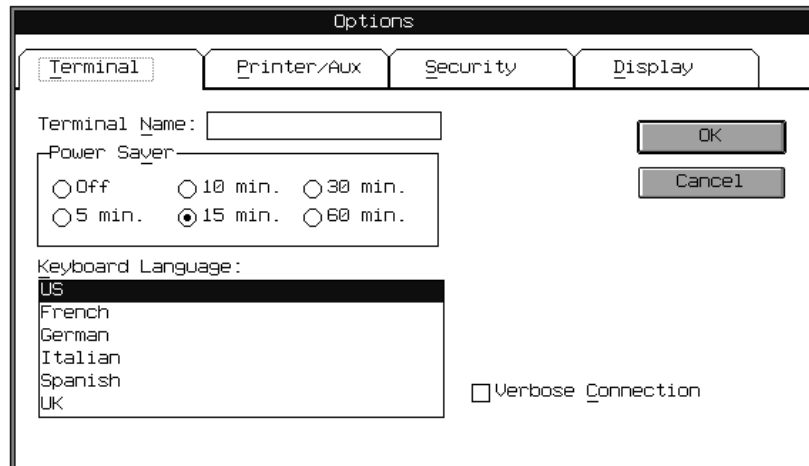 Options
Terminal Printer/Aux Security Display
Terminal Name:
OK
Power Saver
Cancel
Off 10 min. 30 min.
5 min. 15 min. 60 min.
Keyboard Language:
US
French
German
Italian
Spanish
Verbose Connection
UK